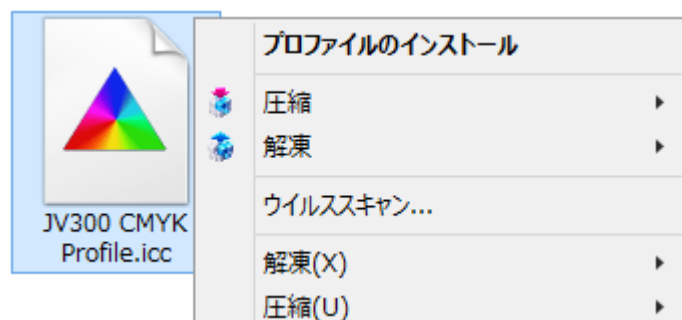 プロファイルのインストール
圧縮
解凍
ウイルススキャン...
解凍(X)
圧縮(U)
JV300 CMYK
Profile.icc